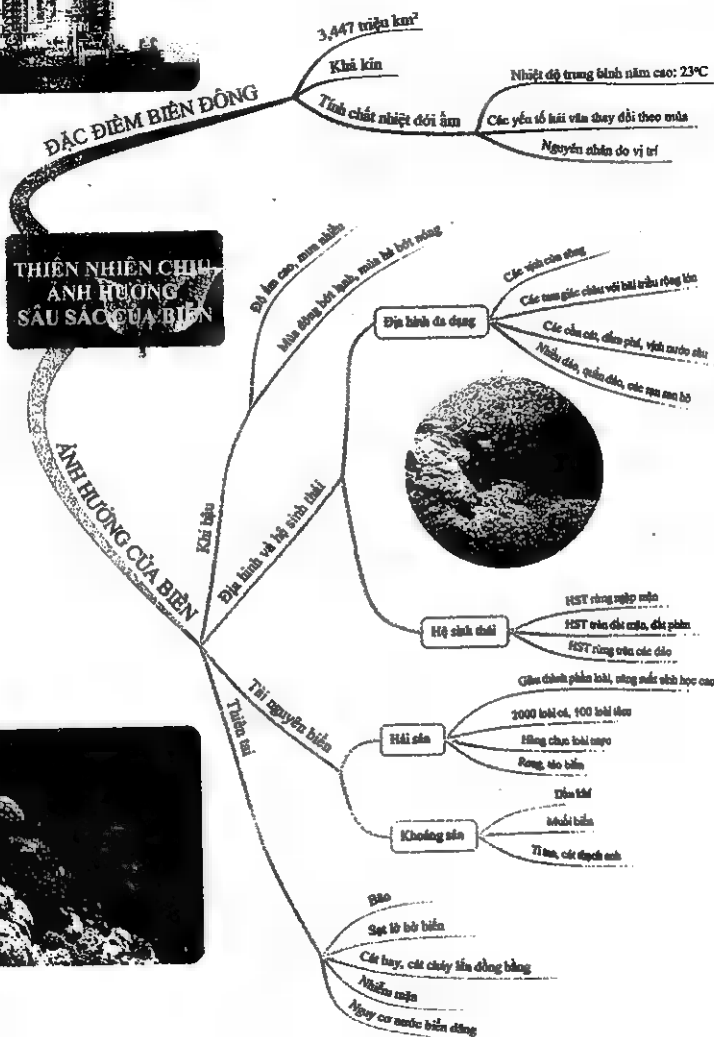 3,447 triệu km²
Khá kín
Tính chất nhiệt đới ẩm
Nhiệt độ trung bình năm cao: 23°C
Các yếu tố hải văn thay đổi theo mùa
Nguyên nhân do vị trí
ĐẶC ĐIỂM BIỂN ĐÔNG
THIÊN NHIÊN CHỊU
ẢNH HƯỞNG
SÂU SẮC CỦA BIỂN
ẢNH HƯỞNG CỦA BIỂN
Khí hậu
Độ ẩm cao, mưa nhiều
Mùa đông bớt lạnh, mùa hè bớt nóng
Địa hình và hệ sinh thái
Địa hình đa dạng
Các vịnh cửa sông
Các tam giác châu với bãi triều rộng lớn
Các cồn cát, đầm phá, vịnh nước sâu
Nhiều đảo, quần đảo, các rạn san hô
Hệ sinh thái
HST rừng ngập mặn
HST trên đất mặn, đất phèn
HST rừng trên các đảo
Tài nguyên biển
Hải sản
Giàu thành phần loài, năng suất sinh học cao
2000 loài cá, 100 loài tôm
Hàng chục loài mực
Rong, tảo biển
Khoáng sản
Dầu khí
Muối biển
Ti tan, cát thạch anh
Thiên tai
Bão
Sạt lở bờ biển
Cát bay, cát chảy lấn đồng bằng
Nhiễm mặn
Nguy cơ nước biển dâng